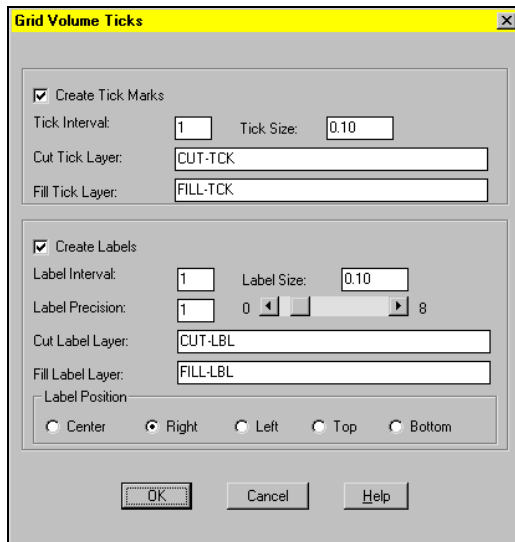 Grid Volume Ticks
Create Tick Marks
Tick Interval: 1 Tick Size: 0.10
Cut Tick Layer: CUT-TCK
Fill Tick Layer: FILL-TCK
Create Labels
Label Interval: 1 Label Size: 0.10
Label Precision: 1 0 8
Cut Label Layer: CUT-LBL
Fill Label Layer: FILL-LBL
Label Position
Center Right Left Top Bottom
OK Cancel Help